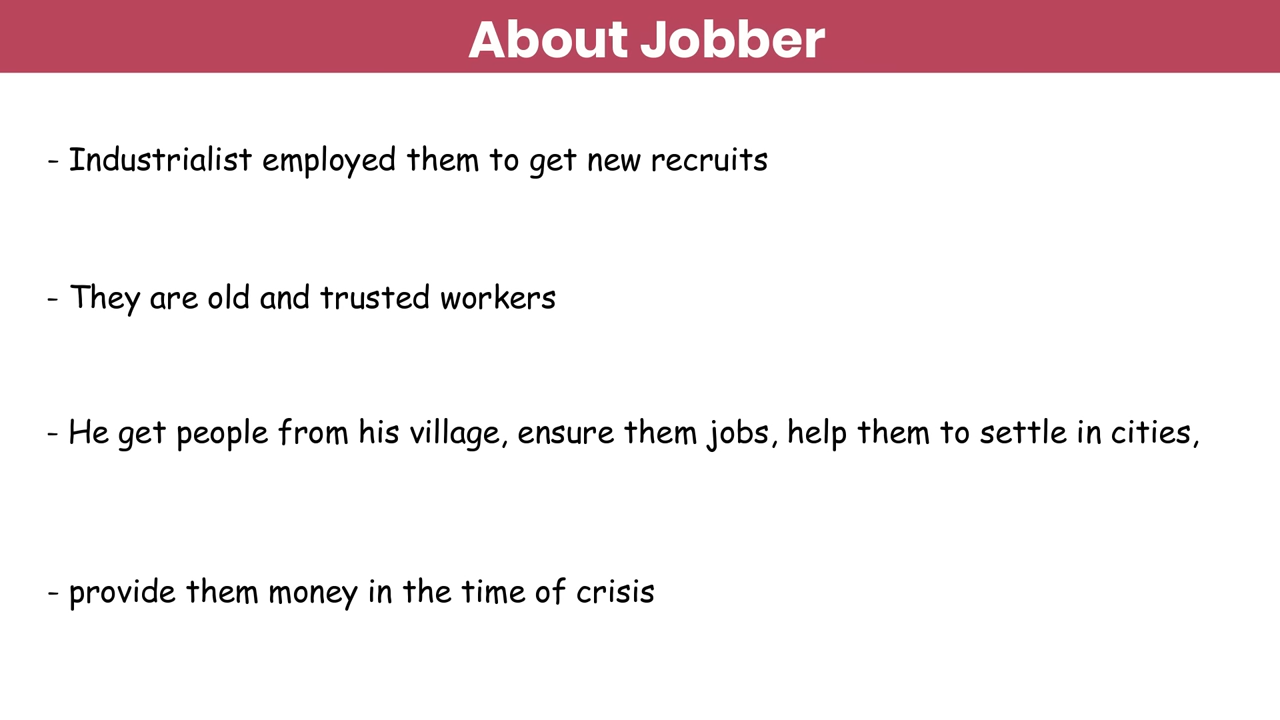 About Jobber
- Industrialist employed them to get new recruits
- They are old and trusted workers
- He get people from his village, ensure them jobs, help them to settle in cities,
- provide them money in the time of crisis